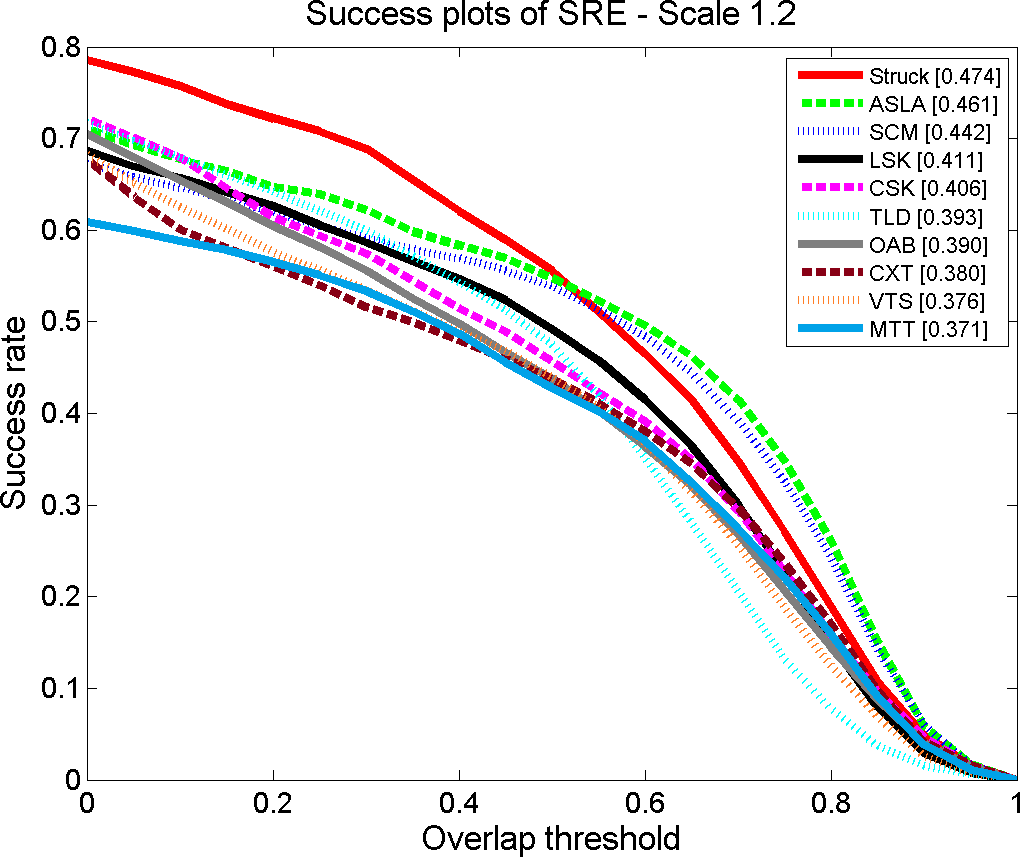 Success plots of SRE - Scale 1.2
Success rate
0.8
0.7
0.6
0.5
0.4
0.3
0.2
0.1
0
Struck [0.474]
ASLA [0.461]
SCM [0.442]
LSK [0.411]
CSK [0.406]
TLD [0.393]
OAB [0.390]
CXT [0.380]
VTS [0.376]
MTT [0.371]
0 0.2 0.4 0.6 0.8 1
Overlap threshold